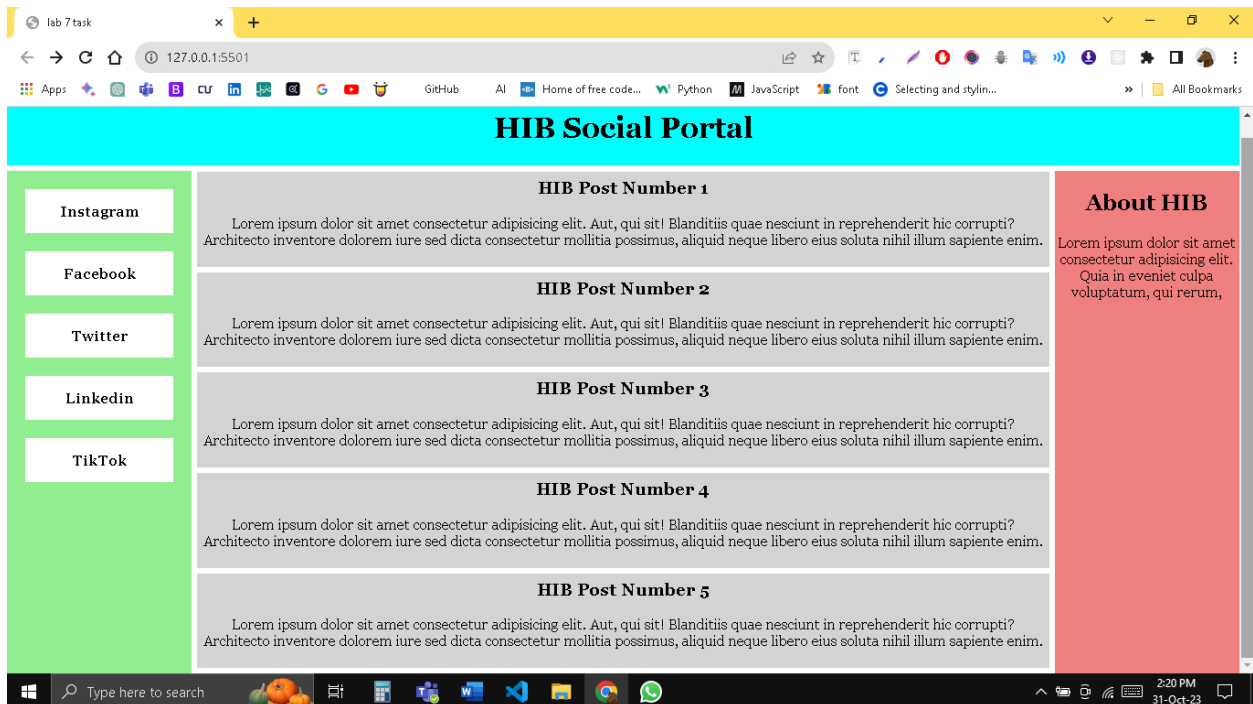 lab 7 task
127.0.0.1:5501
Apps
GitHub
AI
Home of free code...
Python
JavaScript
font
Selecting and stylin...
»
All Bookmarks
HIB Social Portal
Instagram
Facebook
Twitter
Linkedin
TikTok
HIB Post Number 1
Lorem ipsum dolor sit amet consectetur adipisicing elit. Aut, qui sit! Blanditiis quae nesciunt in reprehenderit hic corrupti?
Architecto inventore dolorem iure sed dicta consectetur mollitia possimus, aliquid neque libero eius soluta nihil illum sapiente enim.
HIB Post Number 2
Lorem ipsum dolor sit amet consectetur adipisicing elit. Aut, qui sit! Blanditiis quae nesciunt in reprehenderit hic corrupti?
Architecto inventore dolorem iure sed dicta consectetur mollitia possimus, aliquid neque libero eius soluta nihil illum sapiente enim.
HIB Post Number 3
Lorem ipsum dolor sit amet consectetur adipisicing elit. Aut, qui sit! Blanditiis quae nesciunt in reprehenderit hic corrupti?
Architecto inventore dolorem iure sed dicta consectetur mollitia possimus, aliquid neque libero eius soluta nihil illum sapiente enim.
HIB Post Number 4
Lorem ipsum dolor sit amet consectetur adipisicing elit. Aut, qui sit! Blanditiis quae nesciunt in reprehenderit hic corrupti?
Architecto inventore dolorem iure sed dicta consectetur mollitia possimus, aliquid neque libero eius soluta nihil illum sapiente enim.
HIB Post Number 5
Lorem ipsum dolor sit amet consectetur adipisicing elit. Aut, qui sit! Blanditiis quae nesciunt in reprehenderit hic corrupti?
Architecto inventore dolorem iure sed dicta consectetur mollitia possimus, aliquid neque libero eius soluta nihil illum sapiente enim.
About HIB
Lorem ipsum dolor sit amet
consectetur adipisicing elit.
Quia in eveniet culpa
voluptatum, qui rerum,
Type here to search
2:20 PM
31-Oct-23